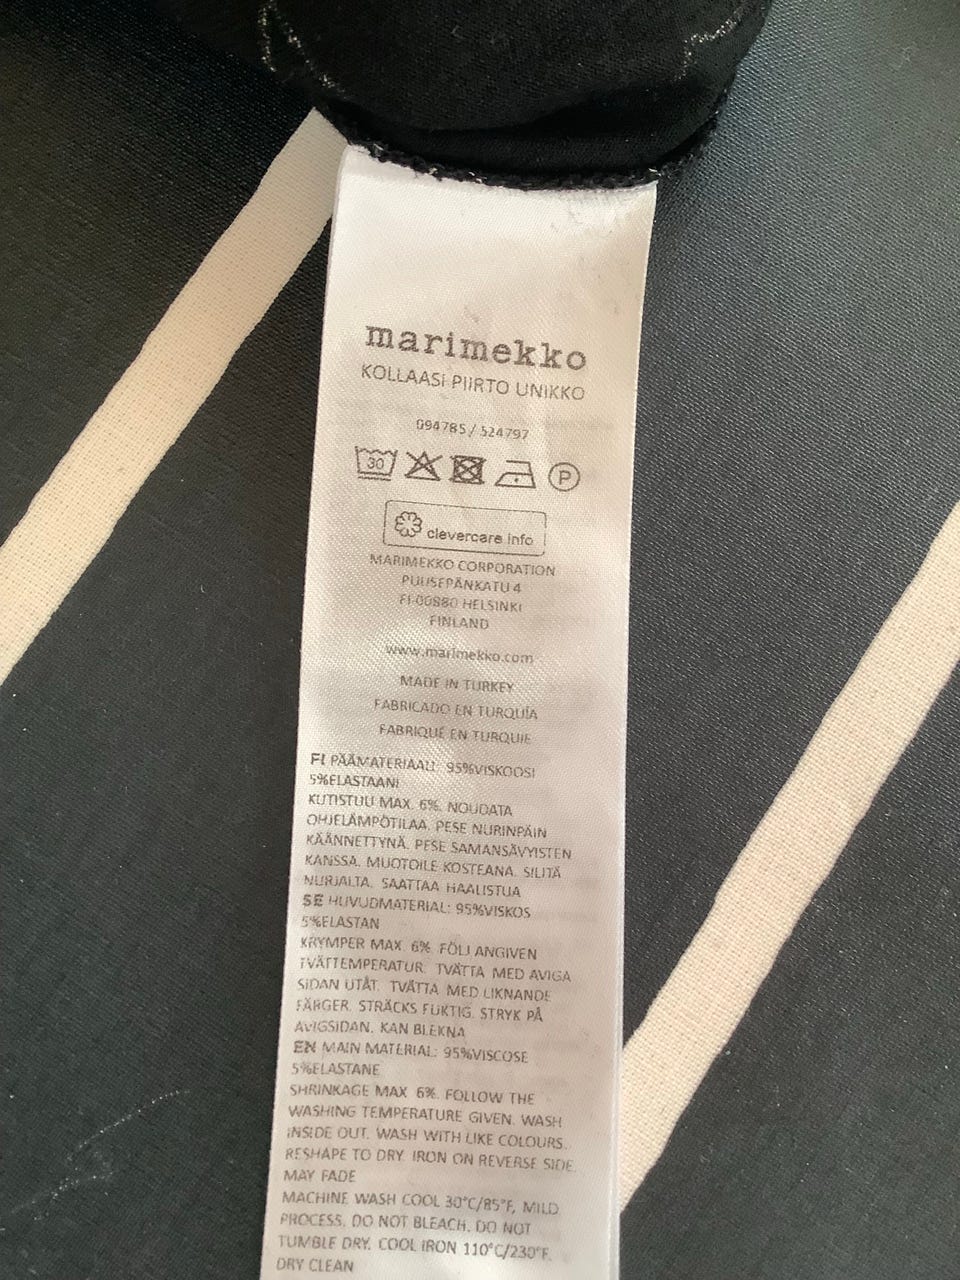 marimekko
KOLLAASI PIIRTO UNIKKO
094785 / 524797
30
P
clevercare.info
MARIMEKKO CORPORATION
PUUSEPÄNKATU 4
FI-00880 HELSINKI
FINLAND
www.marimekko.com
MADE IN TURKEY
FABRICADO EN TURQUÍA
FABRIQUÉ EN TURQUIE
FI PÄÄMATERIAALI: 95%VISKOOSI
5%ELASTAANI
KUTISTUU MAX. 6%. NOUDATA
OHJELÄMPÖTILAA. PESE NURINPÄIN
KÄÄNNETTYNÄ. PESE SAMANSÄVYISTEN
KANSSA. MUOTOILE KOSTEANA. SILITÄ
NURJALTA. SAATTAA HAALISTUA
SE HUVUDMATERIAL: 95%VISKOS
5%ELASTAN
KRYMPER MAX. 6%. FÖLJ ANGIVEN
TVÄTTEMPERATUR. TVÄTTA MED AVIGA
SIDAN UTÅT. TVÄTTA MED LIKNANDE
FÄRGER. STRÄCKS FUKTIG. STRYK PÅ
AVIGSIDAN. KAN BLEKNA
EN MAIN MATERIAL: 95%VISCOSE
5%ELASTANE
SHRINKAGE MAX. 6%. FOLLOW THE
WASHING TEMPERATURE GIVEN. WASH
INSIDE OUT. WASH WITH LIKE COLOURS.
RESHAPE TO DRY. IRON ON REVERSE SIDE.
MAY FADE
MACHINE WASH COOL 30°C/85°F, MILD
PROCESS. DO NOT BLEACH. DO NOT
TUMBLE DRY. COOL IRON 110°C/230°F.
DRY CLEAN